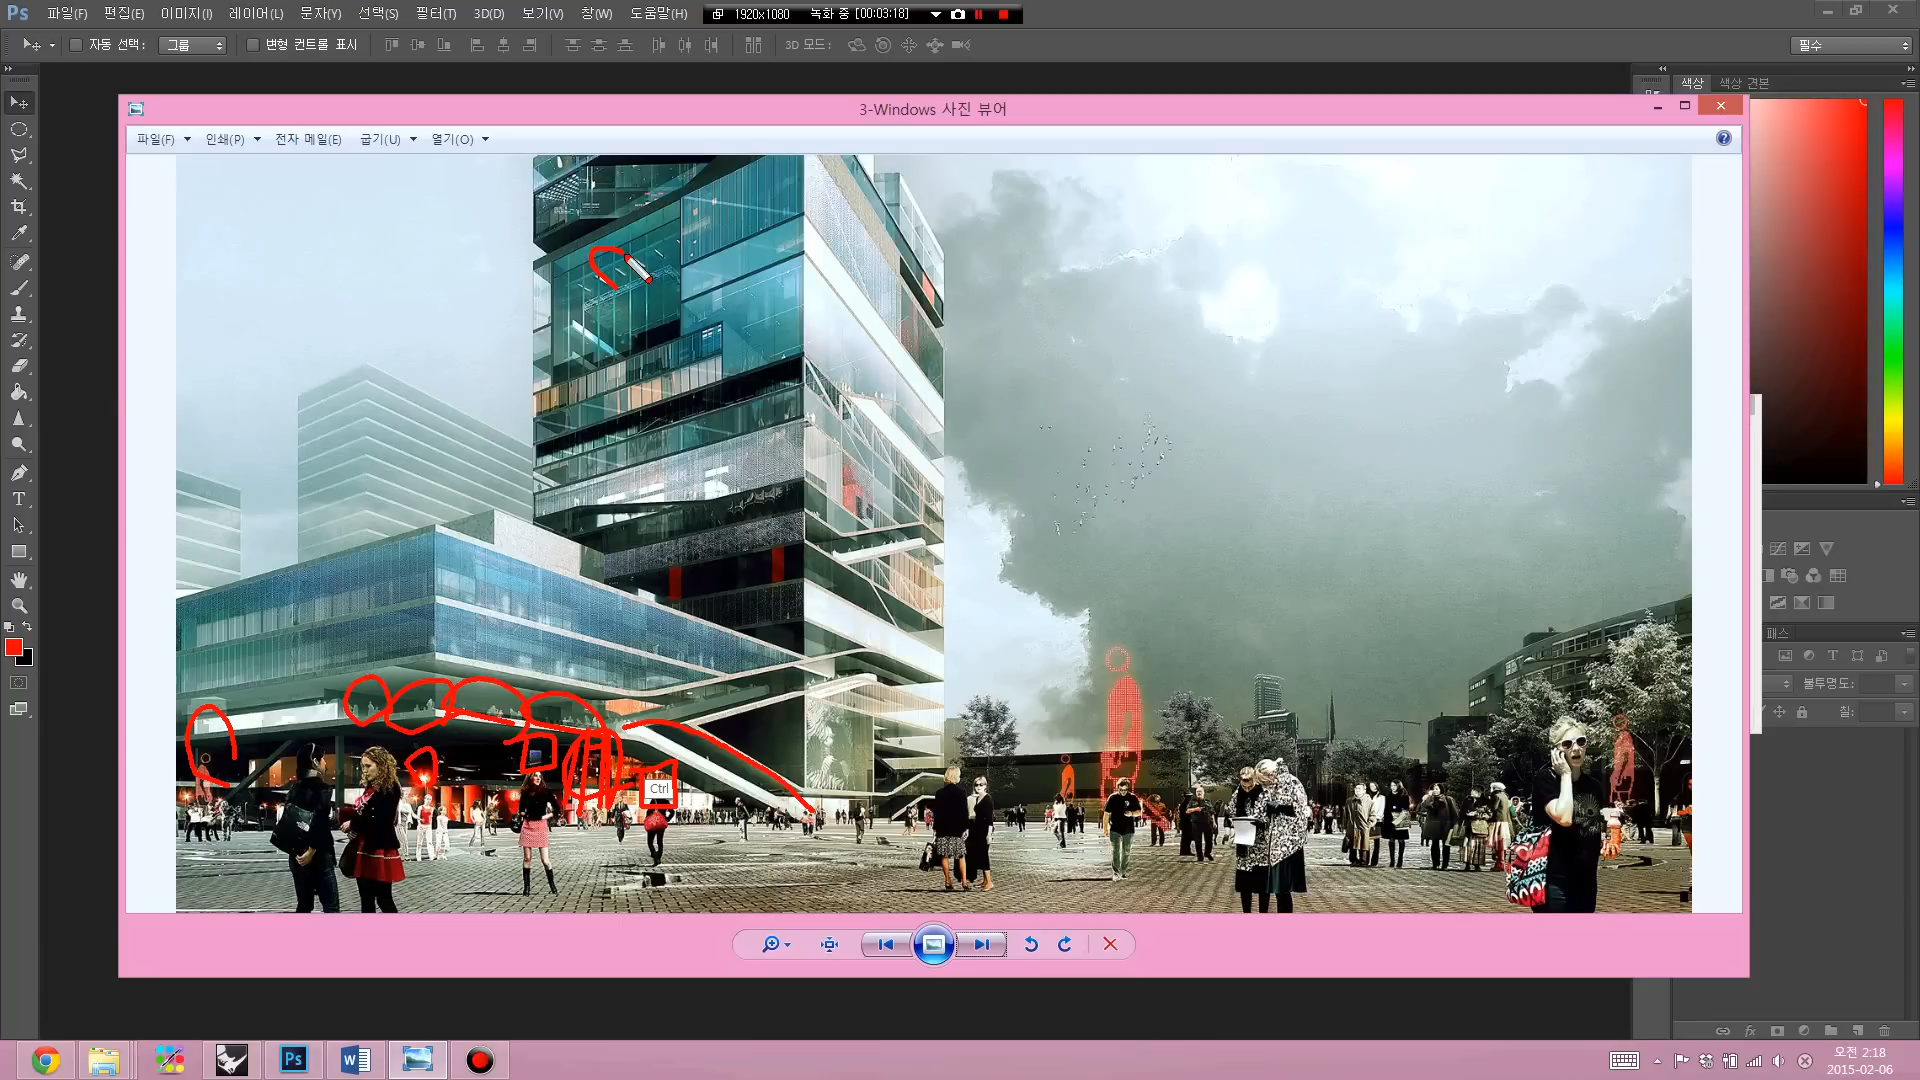 Ps 파일(F) 편집(E) 이미지(I) 레이어(L) 문자(Y) 선택(S) 필터(T) 3D(D) 보기(V) 창(W) 도움말(H) 1920x1080 녹화 중 [00:03:18]
자동 선택: 그룹 변형 컨트롤 표시 3D 모드: 필수
색상 색상 견본
3-Windows 사진 뷰어
파일(F) 인쇄(P) 전자 메일(E) 굽기(U) 열기(O)
패스
불투명도:
칠:
Ctrl
T
fx
Ps
오전 2:18
2015-02-06